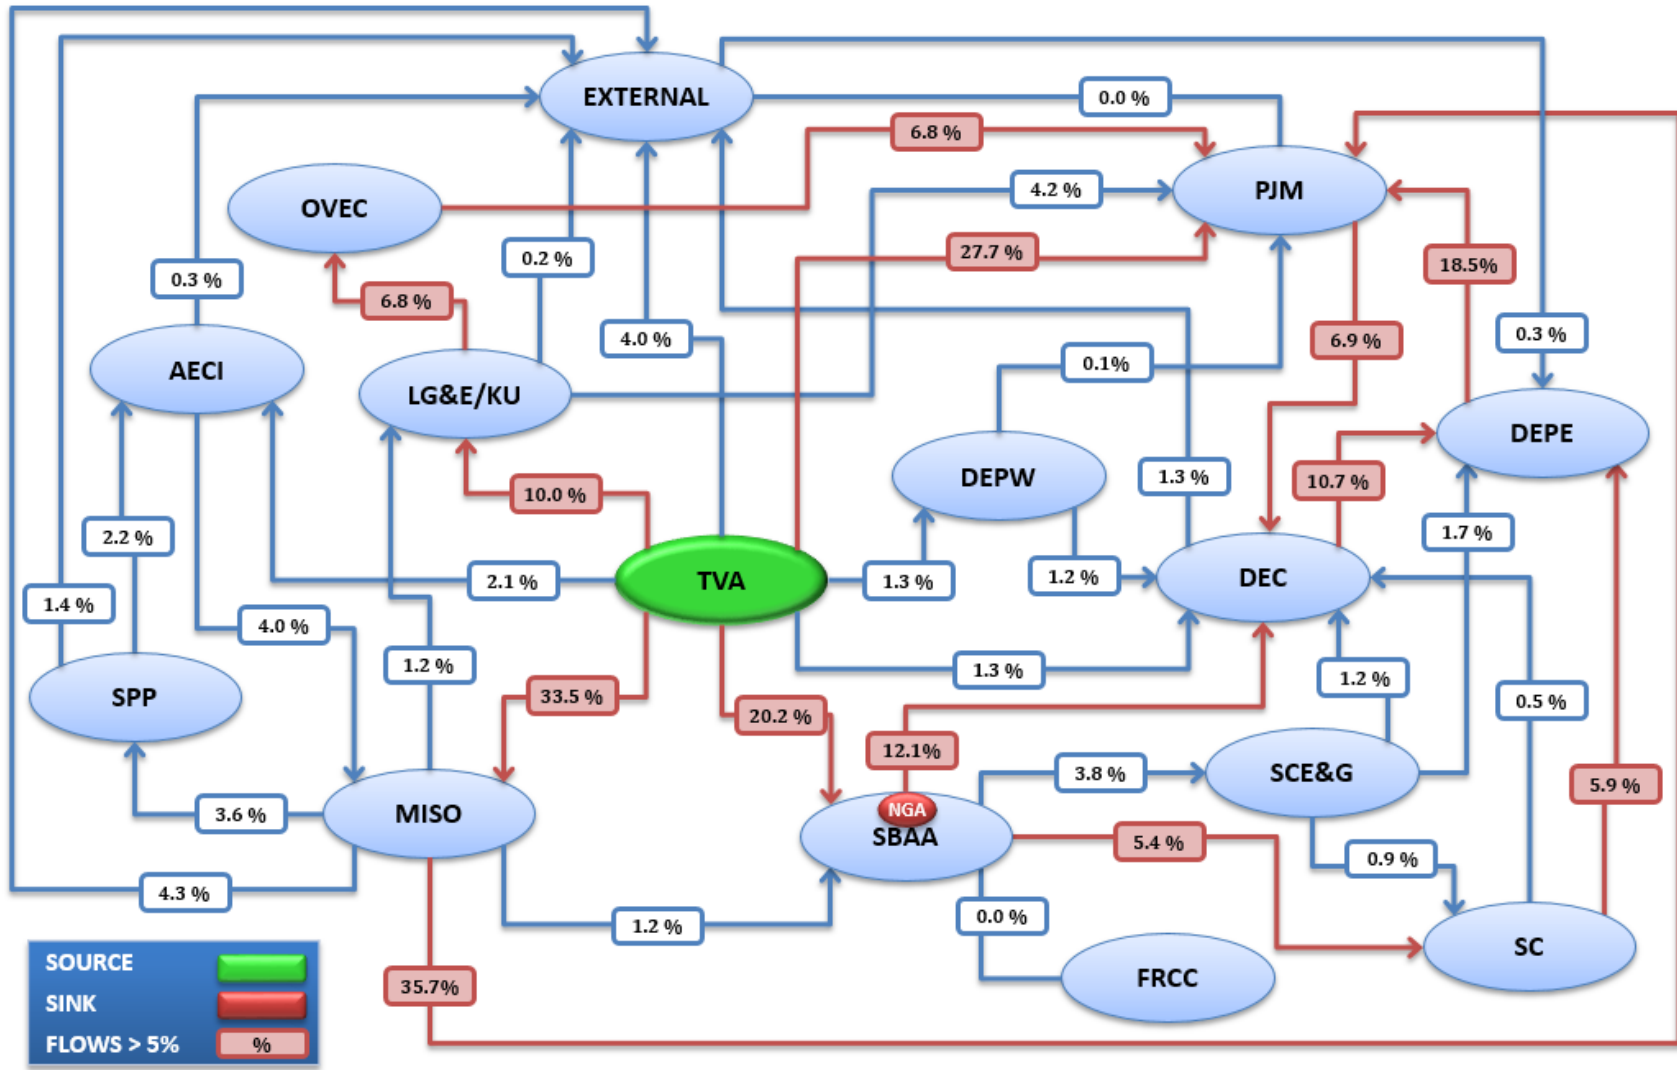 EXTERNAL
0.0 %
6.8 %
OVEC
4.2 %
PJM
0.2 %
27.7 %
18.5%
0.3 %
6.8 %
4.0 %
6.9 %
0.3 %
AECI
LG&E/KU
0.1%
DEPE
DEPW
1.3 %
10.7 %
10.0 %
2.2 %
1.7 %
2.1 %
TVA
1.3 %
1.2 %
DEC
1.4 %
4.0 %
1.2 %
1.3 %
1.2 %
SPP
33.5 %
20.2 %
0.5 %
12.1%
3.8 %
SCE&G
5.9 %
3.6 %
MISO
NGA
SBAA
5.4 %
0.9 %
4.3 %
1.2 %
0.0 %
SC
FRCC
35.7%
SOURCE
SINK
FLOWS > 5% %